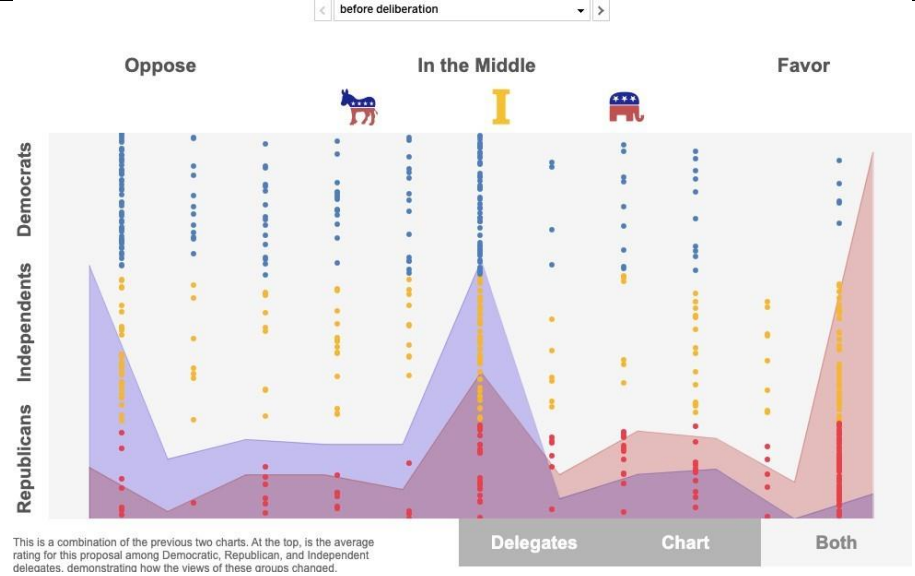 before deliberation
Oppose
In the Middle
Favor
Democrats
Independents
Republicans
This is a combination of the previous two charts. At the top, is the average
rating for this proposal among Democratic, Republican, and Independent
delegates, demonstrating how the views of these groups changed.
Delegates
Chart
Both